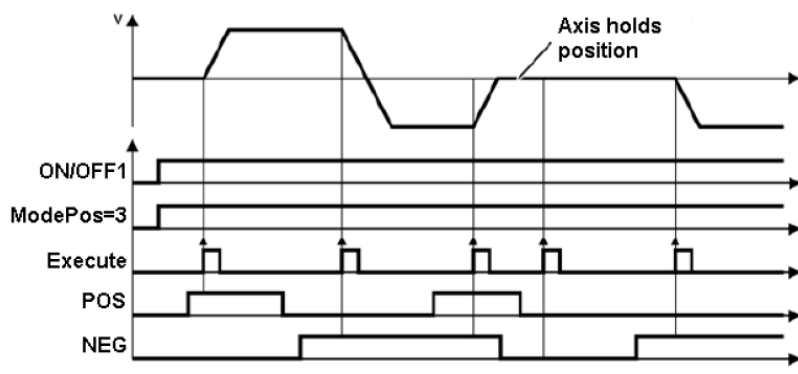 v
Axis holds
position
ON/OFF1
ModePos=3
Execute
POS
NEG